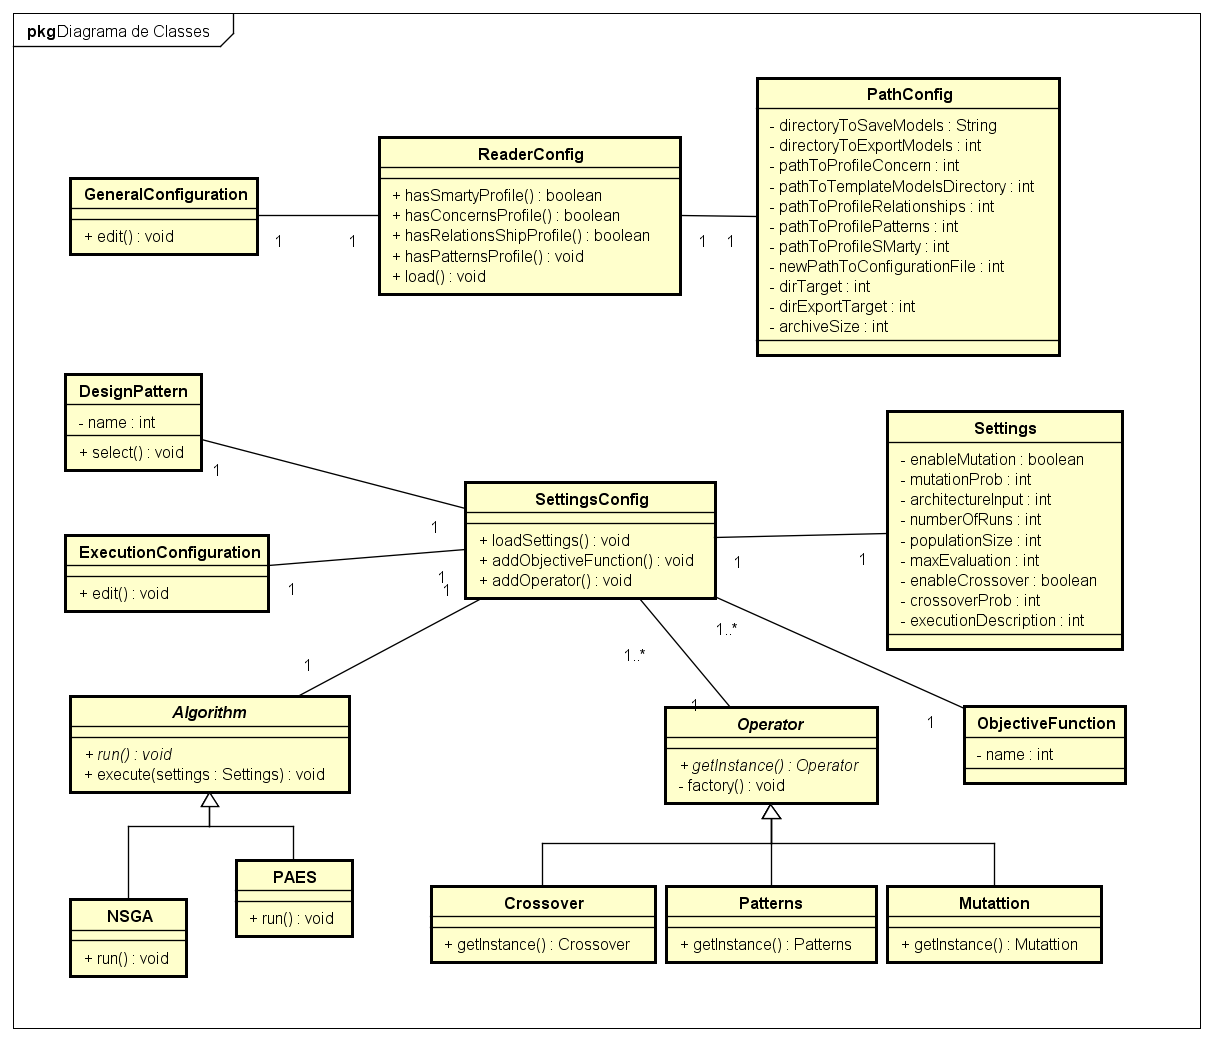 pkg Diagrama de Classes
PathConfig
- directoryToSaveModels : String
- directoryToExportModels : int
- pathToProfileConcern : int
- pathToTemplateModelsDirectory : int
- pathToProfileRelationships : int
- pathToProfilePatterns : int
- pathToProfileSMarty : int
- newPathToConfigurationFile : int
- dirTarget : int
- dirExportTarget : int
- archiveSize : int
ReaderConfig
+ hasSmartyProfile() : boolean
+ hasConcernsProfile() : boolean
+ hasRelationsShipProfile() : boolean
+ hasPatternsProfile() : void
+ load() : void
GeneralConfiguration
+ edit() : void
1
1
1
1
DesignPattern
- name : int
+ select() : void
1
1
Settings
- enableMutation : boolean
- mutationProb : int
- architectureInput : int
- numberOfRuns : int
- populationSize : int
- maxEvaluation : int
- enableCrossover : boolean
- crossoverProb : int
- executionDescription : int
SettingsConfig
+ loadSettings() : void
+ addObjectiveFunction() : void
+ addOperator() : void
ExecutionConfiguration
+ edit() : void
1
1
1
1
1
1
1..*
1..*
1
1
Algorithm
+ run() : void
+ execute(settings : Settings) : void
Operator
+ getInstance() : Operator
- factory() : void
ObjectiveFunction
- name : int
NSGA
+ run() : void
PAES
+ run() : void
Crossover
+ getInstance() : Crossover
Patterns
+ getInstance() : Patterns
Mutattion
+ getInstance() : Mutattion